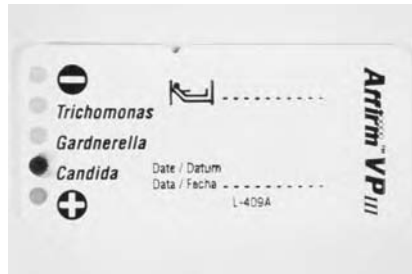 Trichomonas
Gardnerella
Candida
Date / Datum
Data / Fecha
L-409A
Affirm™ VPIII